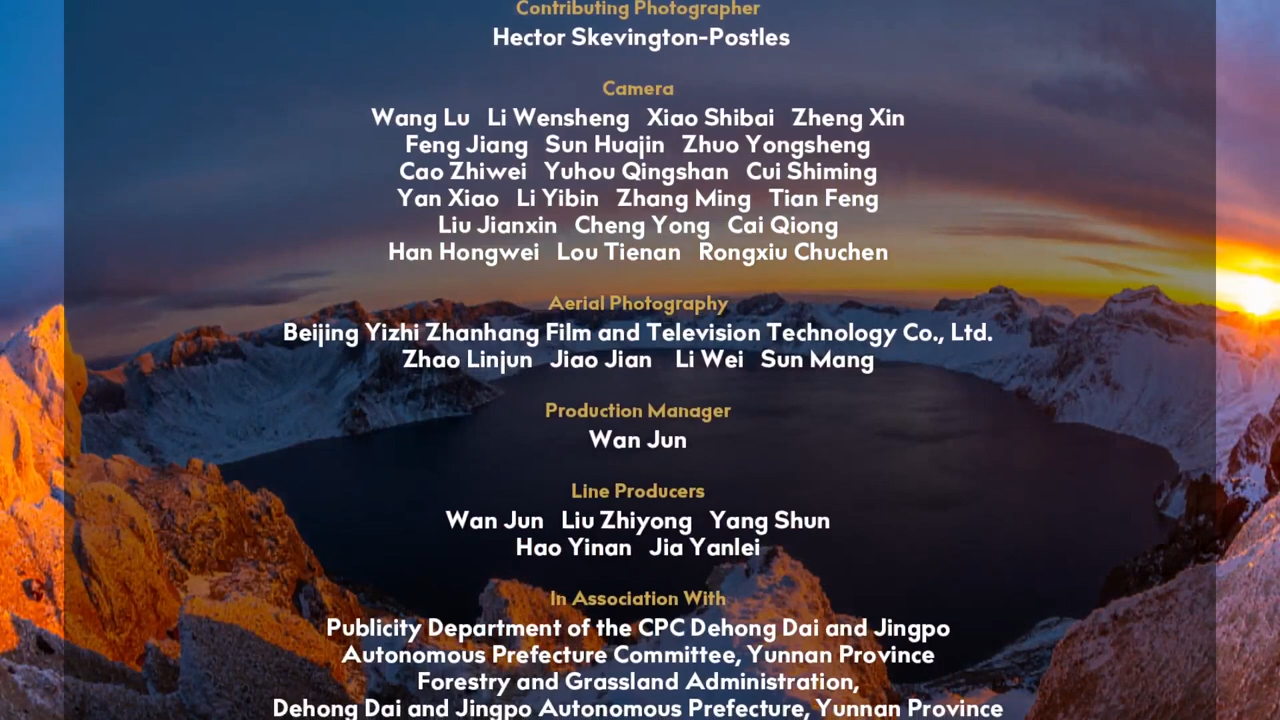 Contributing Photographer
Hector Skevington-Postles
Camera
Wang Lu Li Wensheng Xiao Shibai Zheng Xin
Feng Jiang Sun Huajin Zhuo Yongsheng
Cao Zhiwei Yuhou Qingshan Cui Shiming
Yan Xiao Li Yibin Zhang Ming Tian Feng
Liu Jianxin Cheng Yong Cai Qiong
Han Hongwei Lou Tienan Rongxiu Chuchen
Aerial Photography
Beijing Yizhi Zhanhang Film and Television Technology Co., Ltd.
Zhao Linjun Jiao Jian Li Wei Sun Mang
Production Manager
Wan Jun
Line Producers
Wan Jun Liu Zhiyong Yang Shun
Hao Yinan Jia Yanlei
In Association With
Publicity Department of the CPC Dehong Dai and Jingpo
Autonomous Prefecture Committee, Yunnan Province
Forestry and Grassland Administration,
Dehong Dai and Jingpo Autonomous Prefecture, Yunnan Province